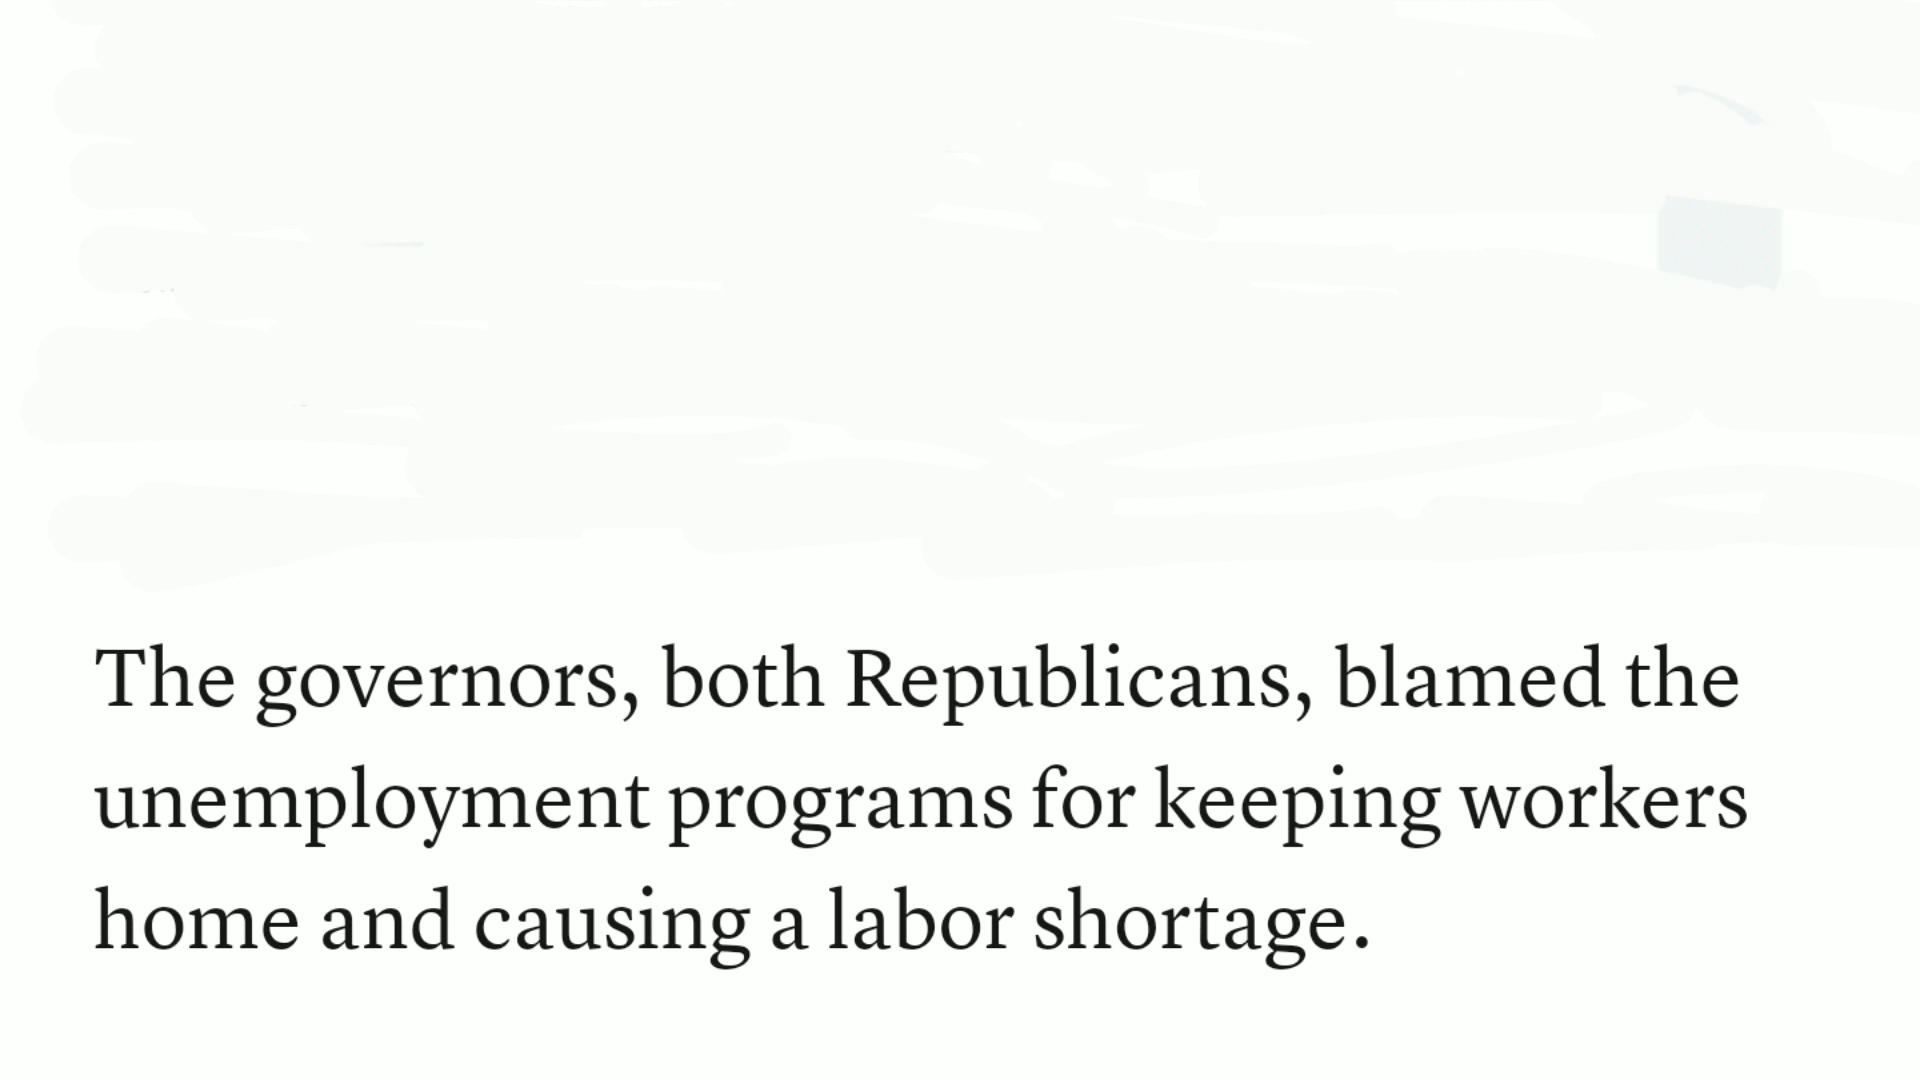 The governors, both Republicans, blamed the
unemployment programs for keeping workers
home and causing a labor shortage.